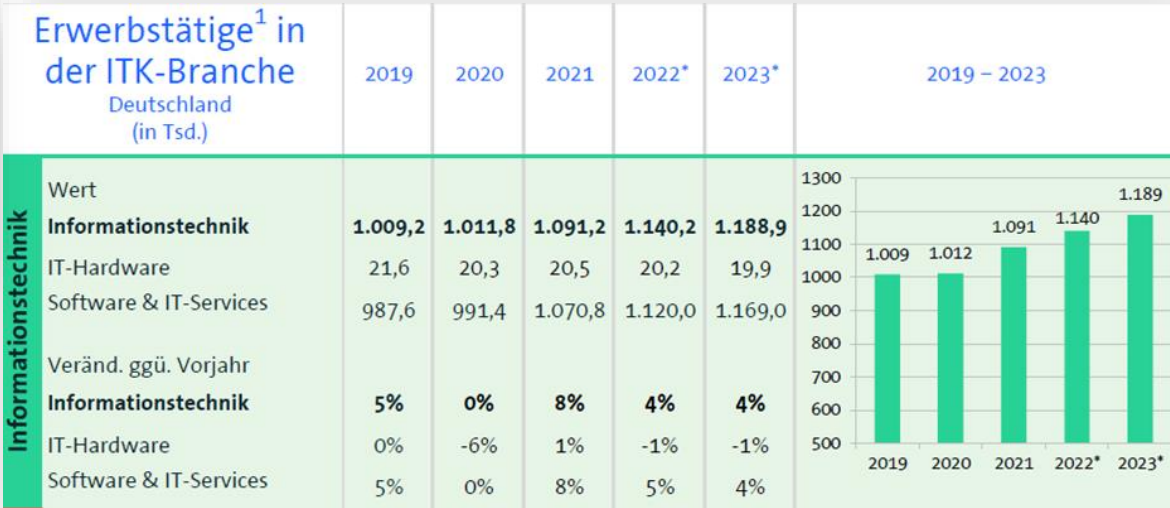 Erwerbstätige¹ in
der ITK-Branche
Deutschland
(in Tsd.)
2019 2020 2021 2022* 2023* 2019 – 2023
Informationstechnik
Wert
Informationstechnik 1.009,2 1.011,8 1.091,2 1.140,2 1.188,9
IT-Hardware 21,6 20,3 20,5 20,2 19,9
Software & IT-Services 987,6 991,4 1.070,8 1.120,0 1.169,0
Veränd. ggü. Vorjahr
Informationstechnik 5% 0% 8% 4% 4%
IT-Hardware 0% -6% 1% -1% -1%
Software & IT-Services 5% 0% 8% 5% 4%
1300
1200
1100
1000
900
800
700
600
500
1.009 1.012 1.091 1.140 1.189
2019 2020 2021 2022* 2023*